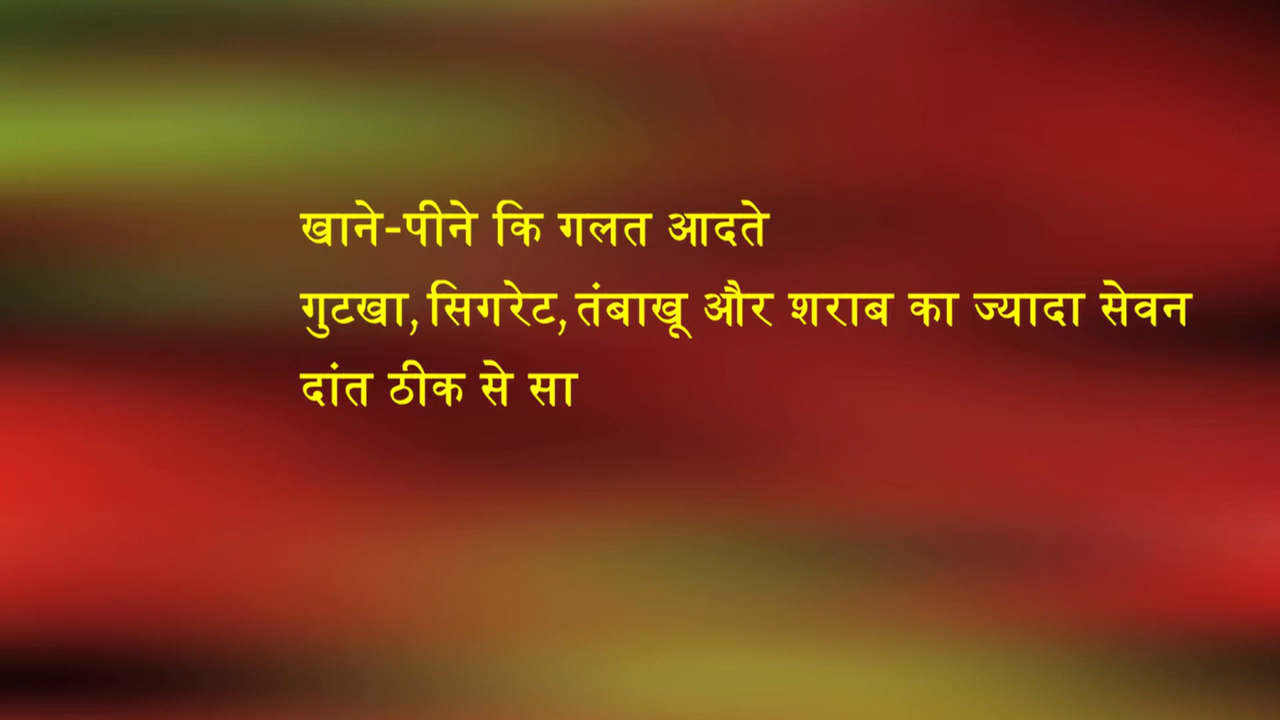 खाने-पीने कि गलत आदते
गुटखा, सिगरेट, तंबाखू और शराब का ज्यादा सेवन
दांत ठीक से सा